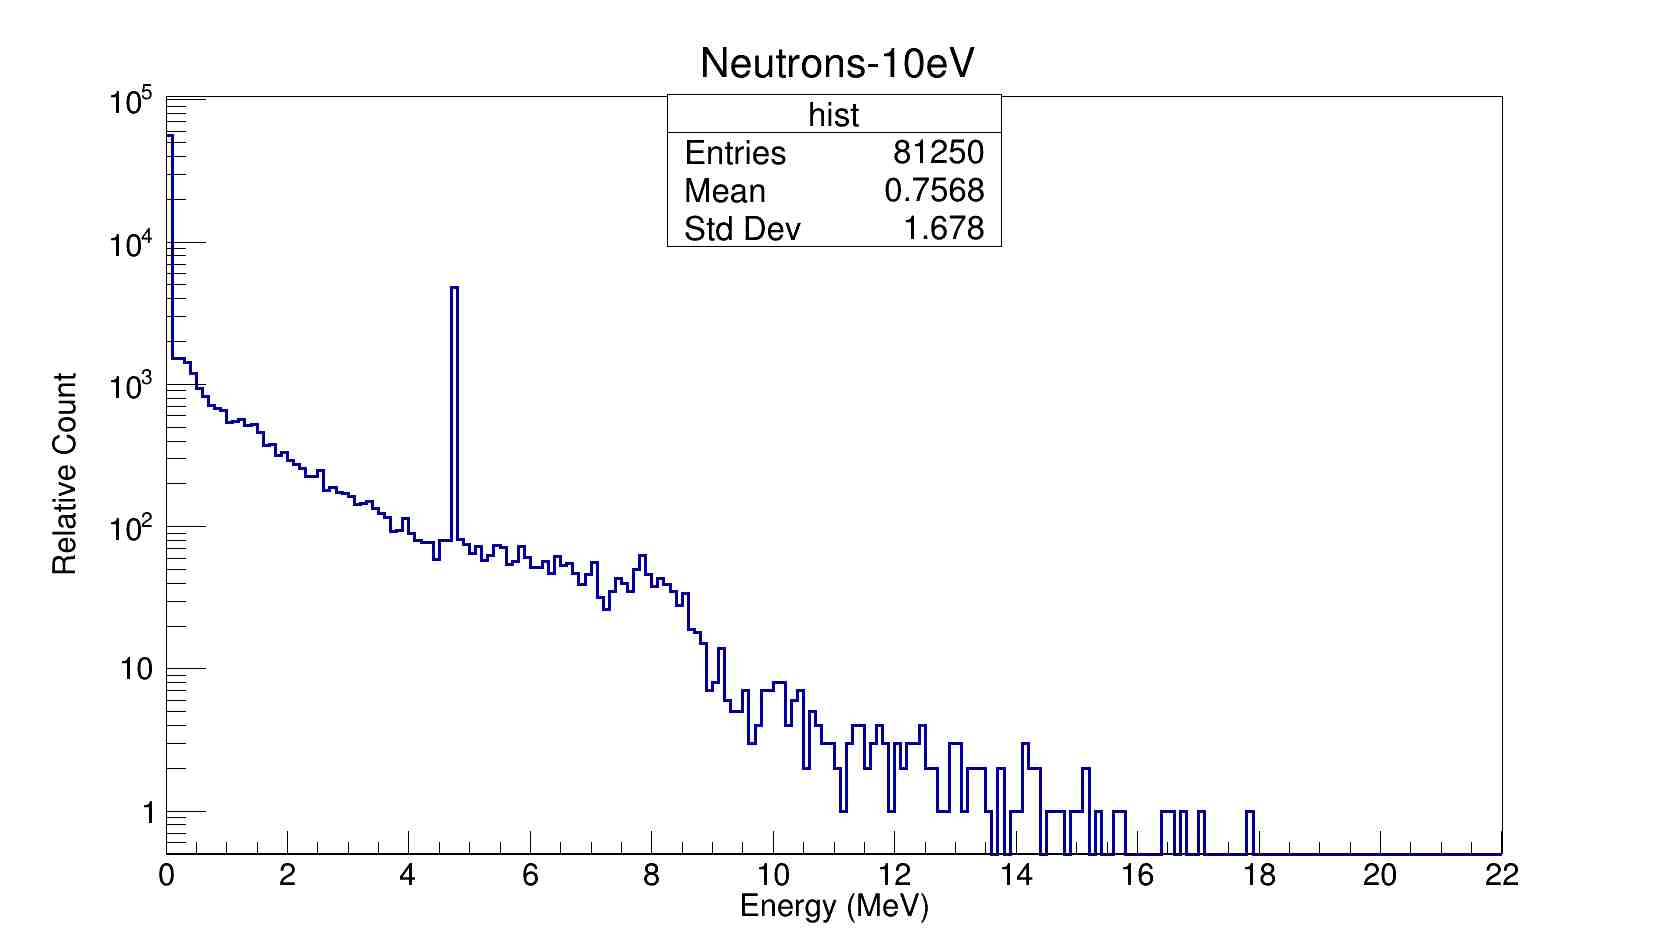 Neutrons-10eV
hist
Entries 81250
Mean 0.7568
Std Dev 1.678
Relative Count
10^5
10^4
10^3
10^2
10
1
0 2 4 6 8 10 12 14 16 18 20 22
Energy (MeV)